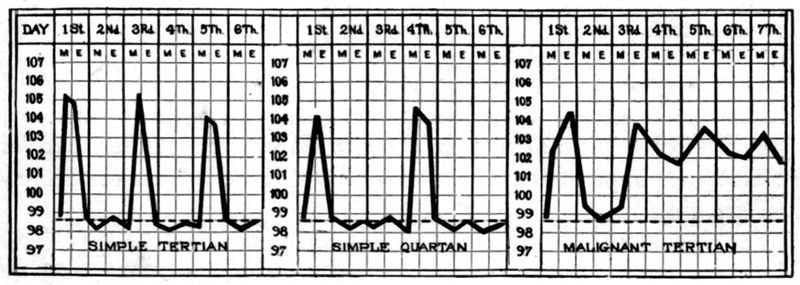 DAY 1St. 2Nd. 3Rd. 4Th. 5Th. 6Th. 1St. 2Nd. 3Rd. 4Th. 5Th. 6Th. 1St. 2Nd. 3Rd. 4Th. 5Th. 6Th. 7Th.
M E M E M E M E M E M E M E M E M E M E M E M E M E M E M E M E M E M E M E
107 107 107
106 106 106
105 105 105
104 104 104
103 103 103
102 102 102
101 101 101
100 100 100
99 99 99
98 98 98
97 97 97
SIMPLE TERTIAN SIMPLE QUARTAN MALIGNANT TERTIAN